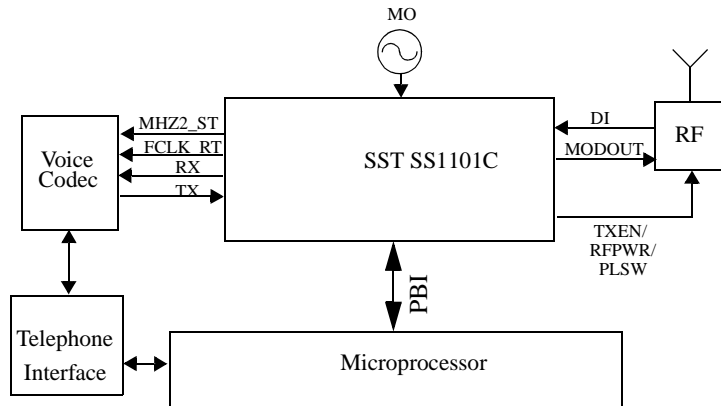 MO
MHZ2_ST
FCLK_RT
RX
TX
Voice
Codec
SST SS1101C
DI
MODOUT
RF
TXEN/
RFPWR/
PLSW
PBI
Telephone
Interface
Microprocessor